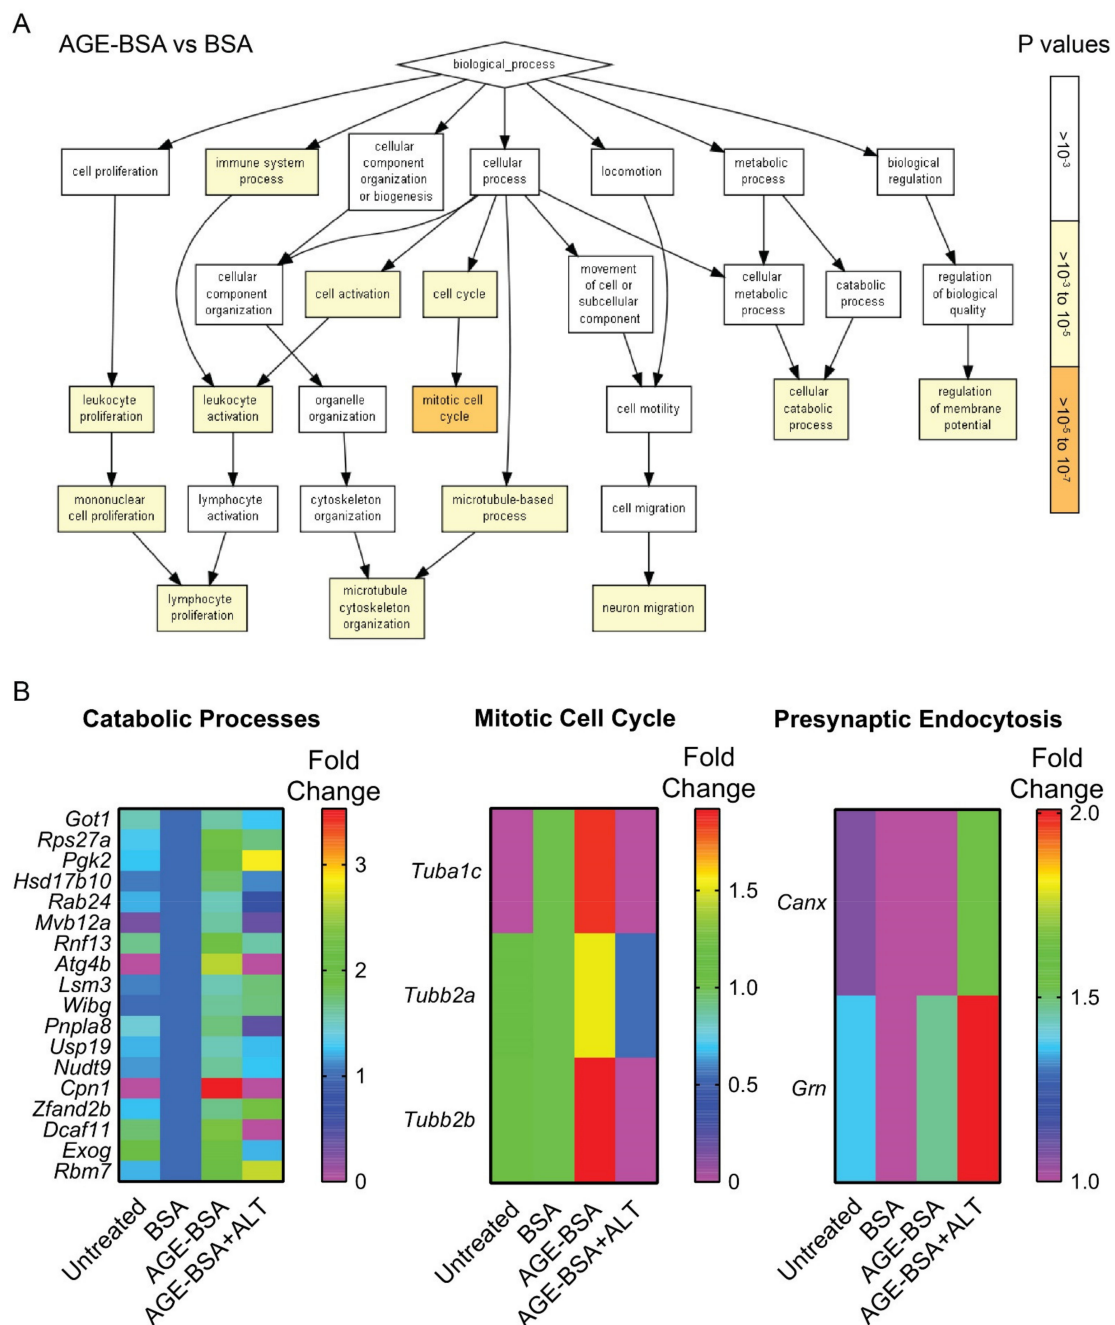 A
AGE-BSA vs BSA
P values
biological_process
cell proliferation
immune system
process
cellular
component
organization
or biogenesis
cellular
process
locomotion
metabolic
process
biological
regulation
>10-3
cellular
component
organization
cell activation
cell cycle
movement
of cell or
subcellular
component
cellular
metabolic
process
catabolic
process
regulation
of biological
quality
>10-3 to 10-5
leukocyte
proliferation
leukocyte
activation
organelle
organization
mitotic cell
cycle
cell motility
cellular
catabolic
process
regulation
of membrane
potential
>10-5 to 10-7
mononuclear
cell proliferation
lymphocyte
activation
cytoskeleton
organization
microtubule-based
process
cell migration
lymphocyte
proliferation
microtubule
cytoskeleton
organization
neuron migration
B
Catabolic Processes
Fold
Change
Got1
Rps27a
Pgk2
Hsd17b10
Rab24
Mvb12a
Rnf13
Atg4b
Lsm3
Wibg
Pnpla8
Usp19
Nudt9
Cpn1
Zfand2b
Dcaf11
Exog
Rbm7
3
2
1
0
Untreated
BSA
AGE-BSA
AGE-BSA+ALT
Mitotic Cell Cycle
Fold
Change
Tuba1c
Tubb2a
Tubb2b
1.5
1.0
0.5
0
Untreated
BSA
AGE-BSA
AGE-BSA+ALT
Presynaptic Endocytosis
Fold
Change
Canx
Grn
2.0
1.5
1.0
Untreated
BSA
AGE-BSA
AGE-BSA+ALT